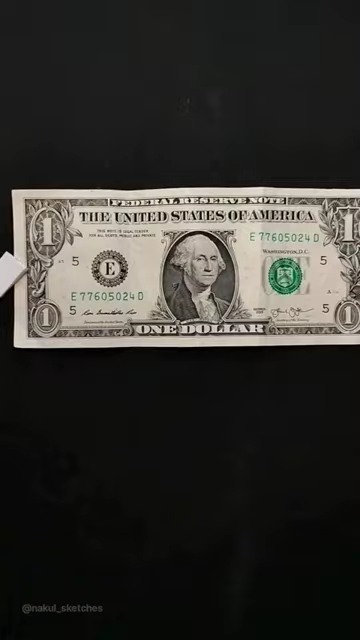 FEDERAL RESERVE NOTE
THE UNITED STATES OF AMERICA
1
1
THIS NOTE IS LEGAL TENDER
FOR ALL DEBTS, PUBLIC AND PRIVATE
E 77605024 D
WASHINGTON, D.C.
5
E
5
E 77605024 D
5
5
1
ONE DOLLAR
1
@nakul_sketches